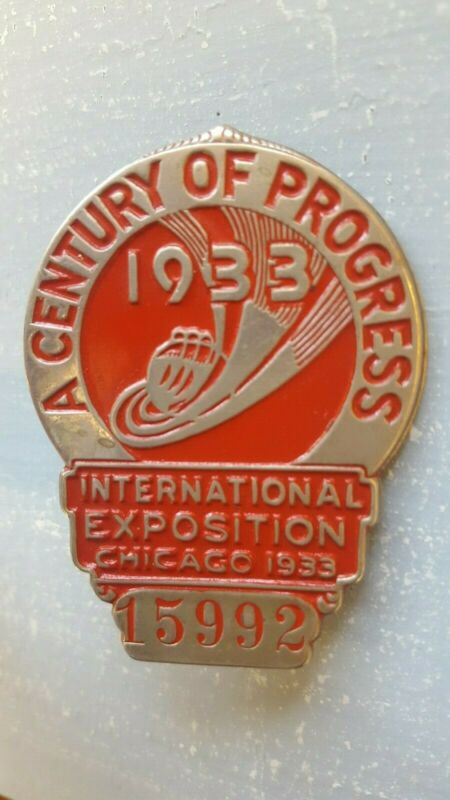 A CENTURY OF PROGRESS
1933
INTERNATIONAL
EXPOSITION
CHICAGO 1933
15992